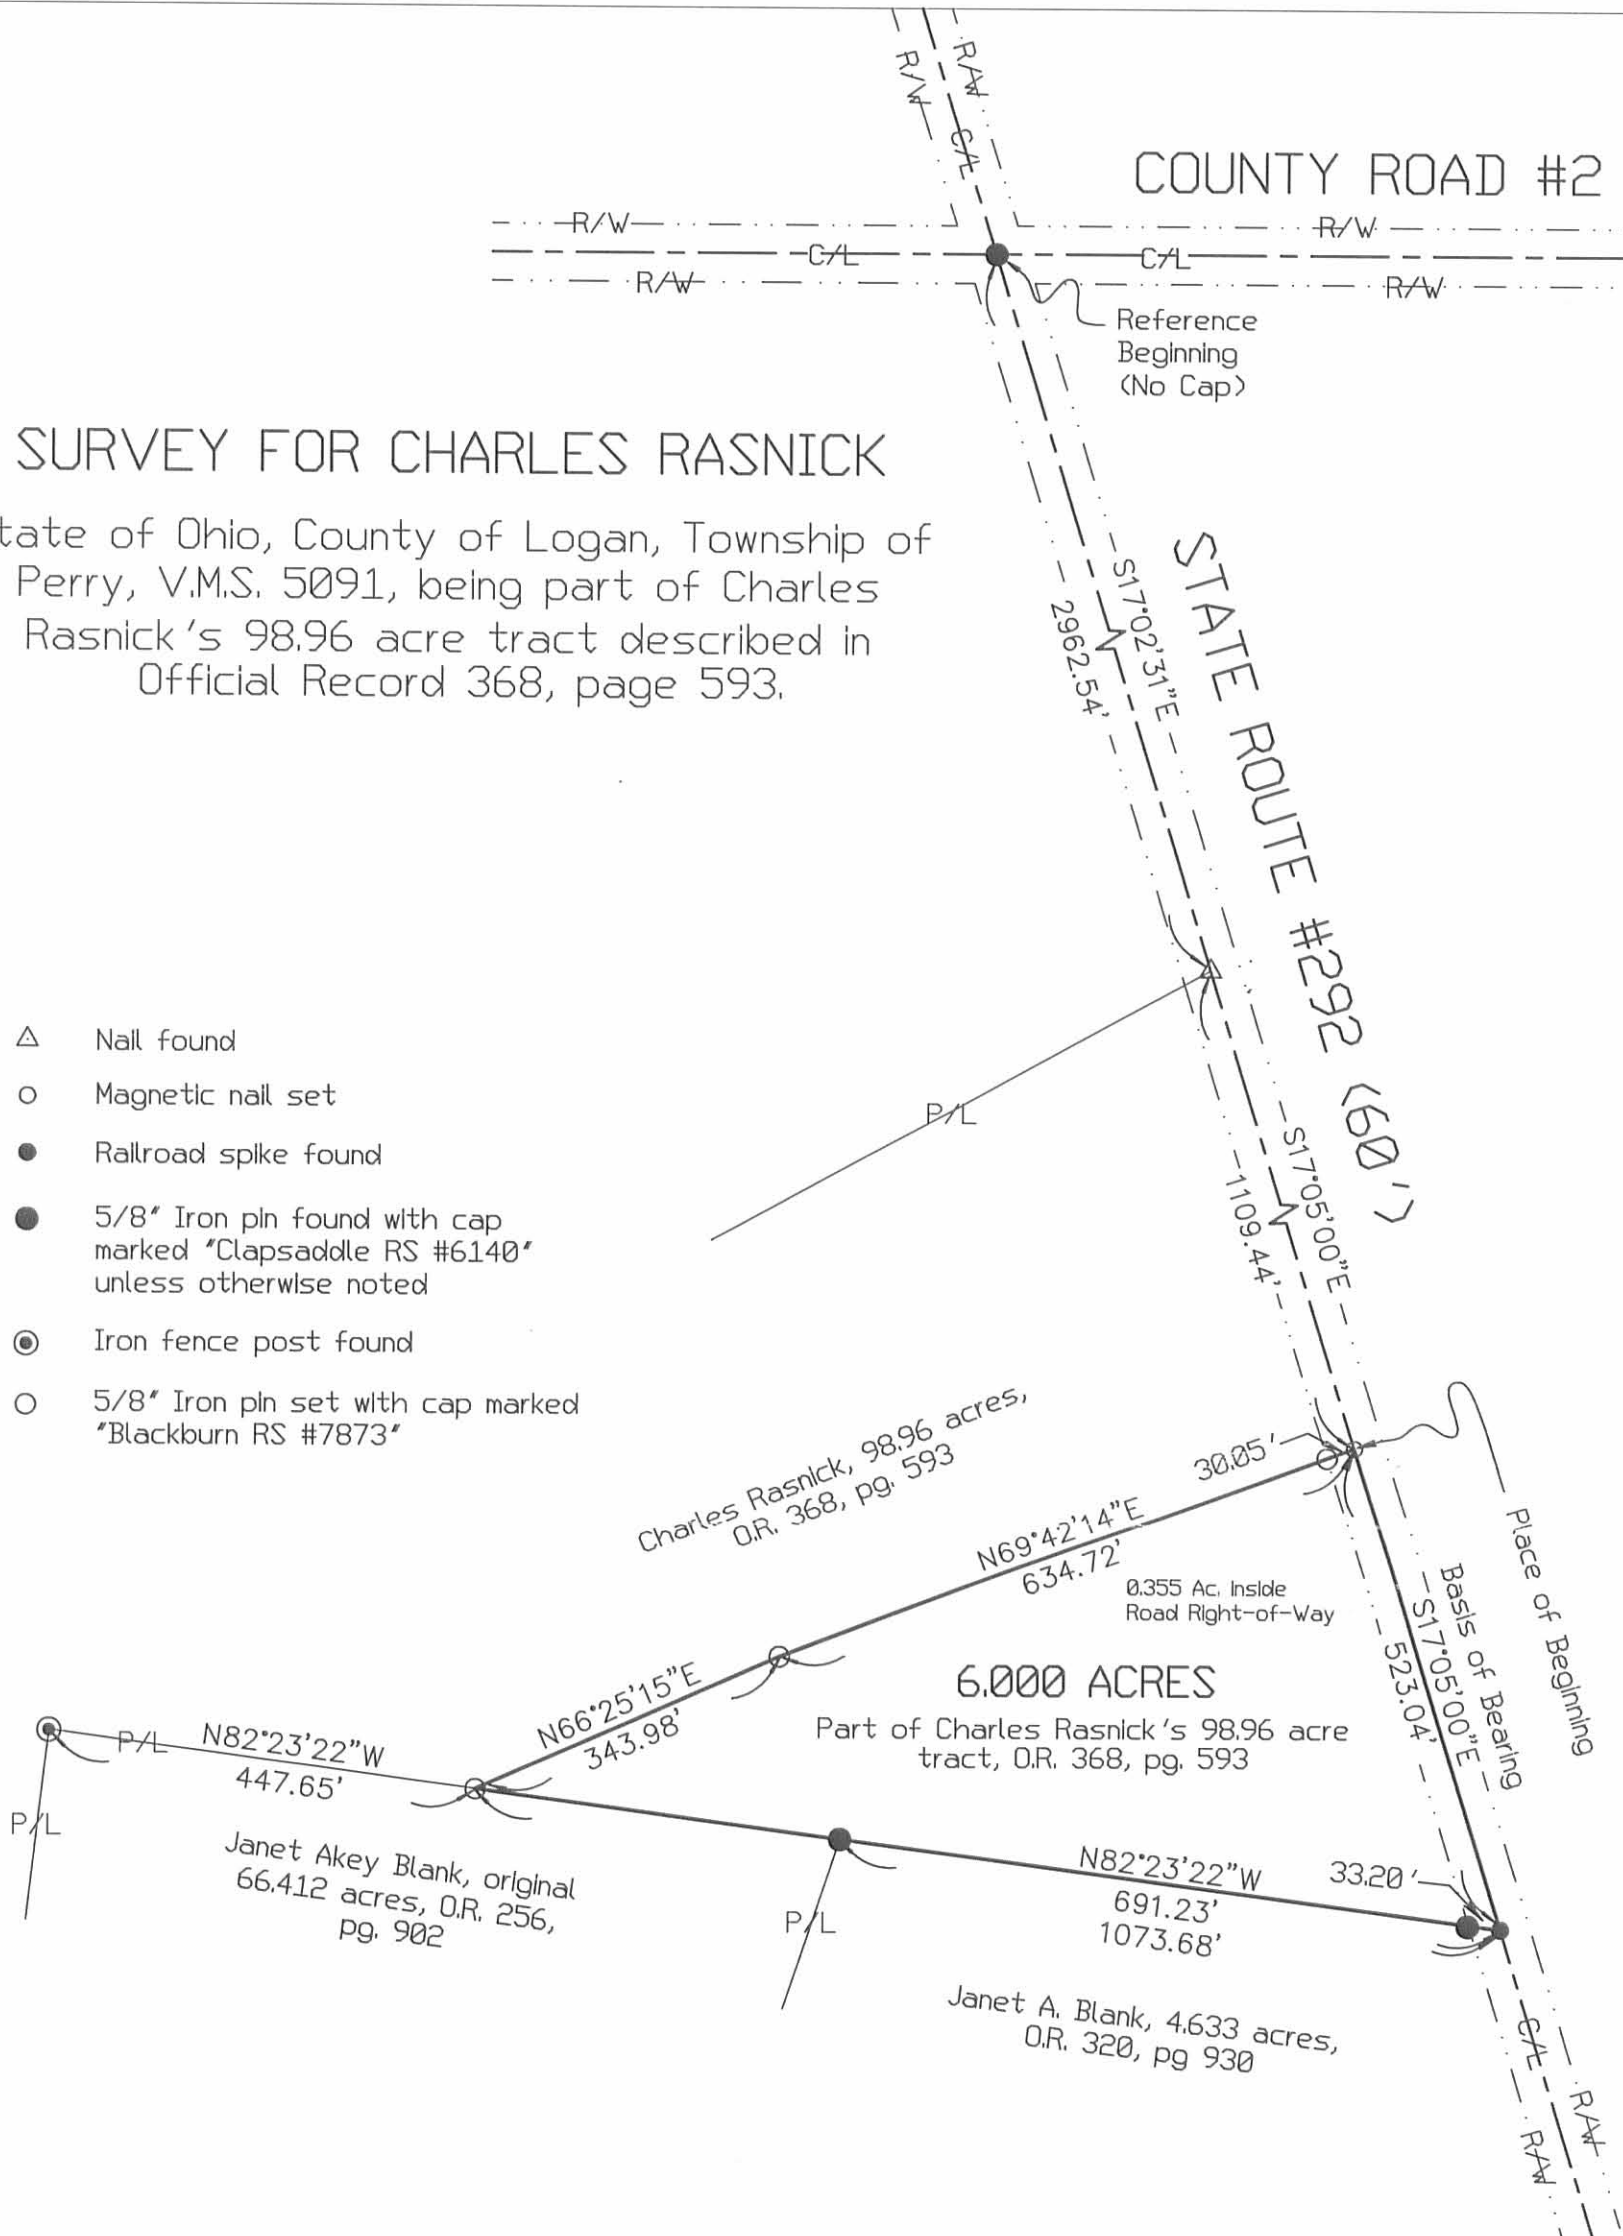 R/W
R/W
C/L
COUNTY ROAD #2
R/W
R/W
C/L
C/L
R/W
R/W
Reference
Beginning
(No Cap)
SURVEY FOR CHARLES RASNICK
tate of Ohio, County of Logan, Township of
Perry, V.M.S. 5091, being part of Charles
Rasnick's 98.96 acre tract described in
Official Record 368, page 593.
S17°02'31"E
2962.54'
STATE ROUTE #292 (60')
Nail found
Magnetic nail set
Railroad spike found
5/8" Iron pin found with cap
marked "Clapsaddle RS #6140"
unless otherwise noted
Iron fence post found
5/8" Iron pin set with cap marked
"Blackburn RS #7873"
P/L
S17°05'00"E
1109.44'
Charles Rasnick, 98.96 acres,
O.R. 368, pg. 593
30.05'
N69°42'14"E
634.72'
0.355 Ac. Inside
Road Right-of-Way
Place of Beginning
Basis of Bearing
S17°05'00"E
523.04'
6.000 ACRES
Part of Charles Rasnick's 98.96 acre
tract, O.R. 368, pg. 593
N66°25'15"E
343.98'
P/L
N82°23'22"W
447.65'
P/L
Janet Akey Blank, original
66.412 acres, O.R. 256,
pg. 902
P/L
N82°23'22"W
691.23'
1073.68'
33.20'
Janet A. Blank, 4.633 acres,
O.R. 320, pg 930
C/L
R/W
R/W